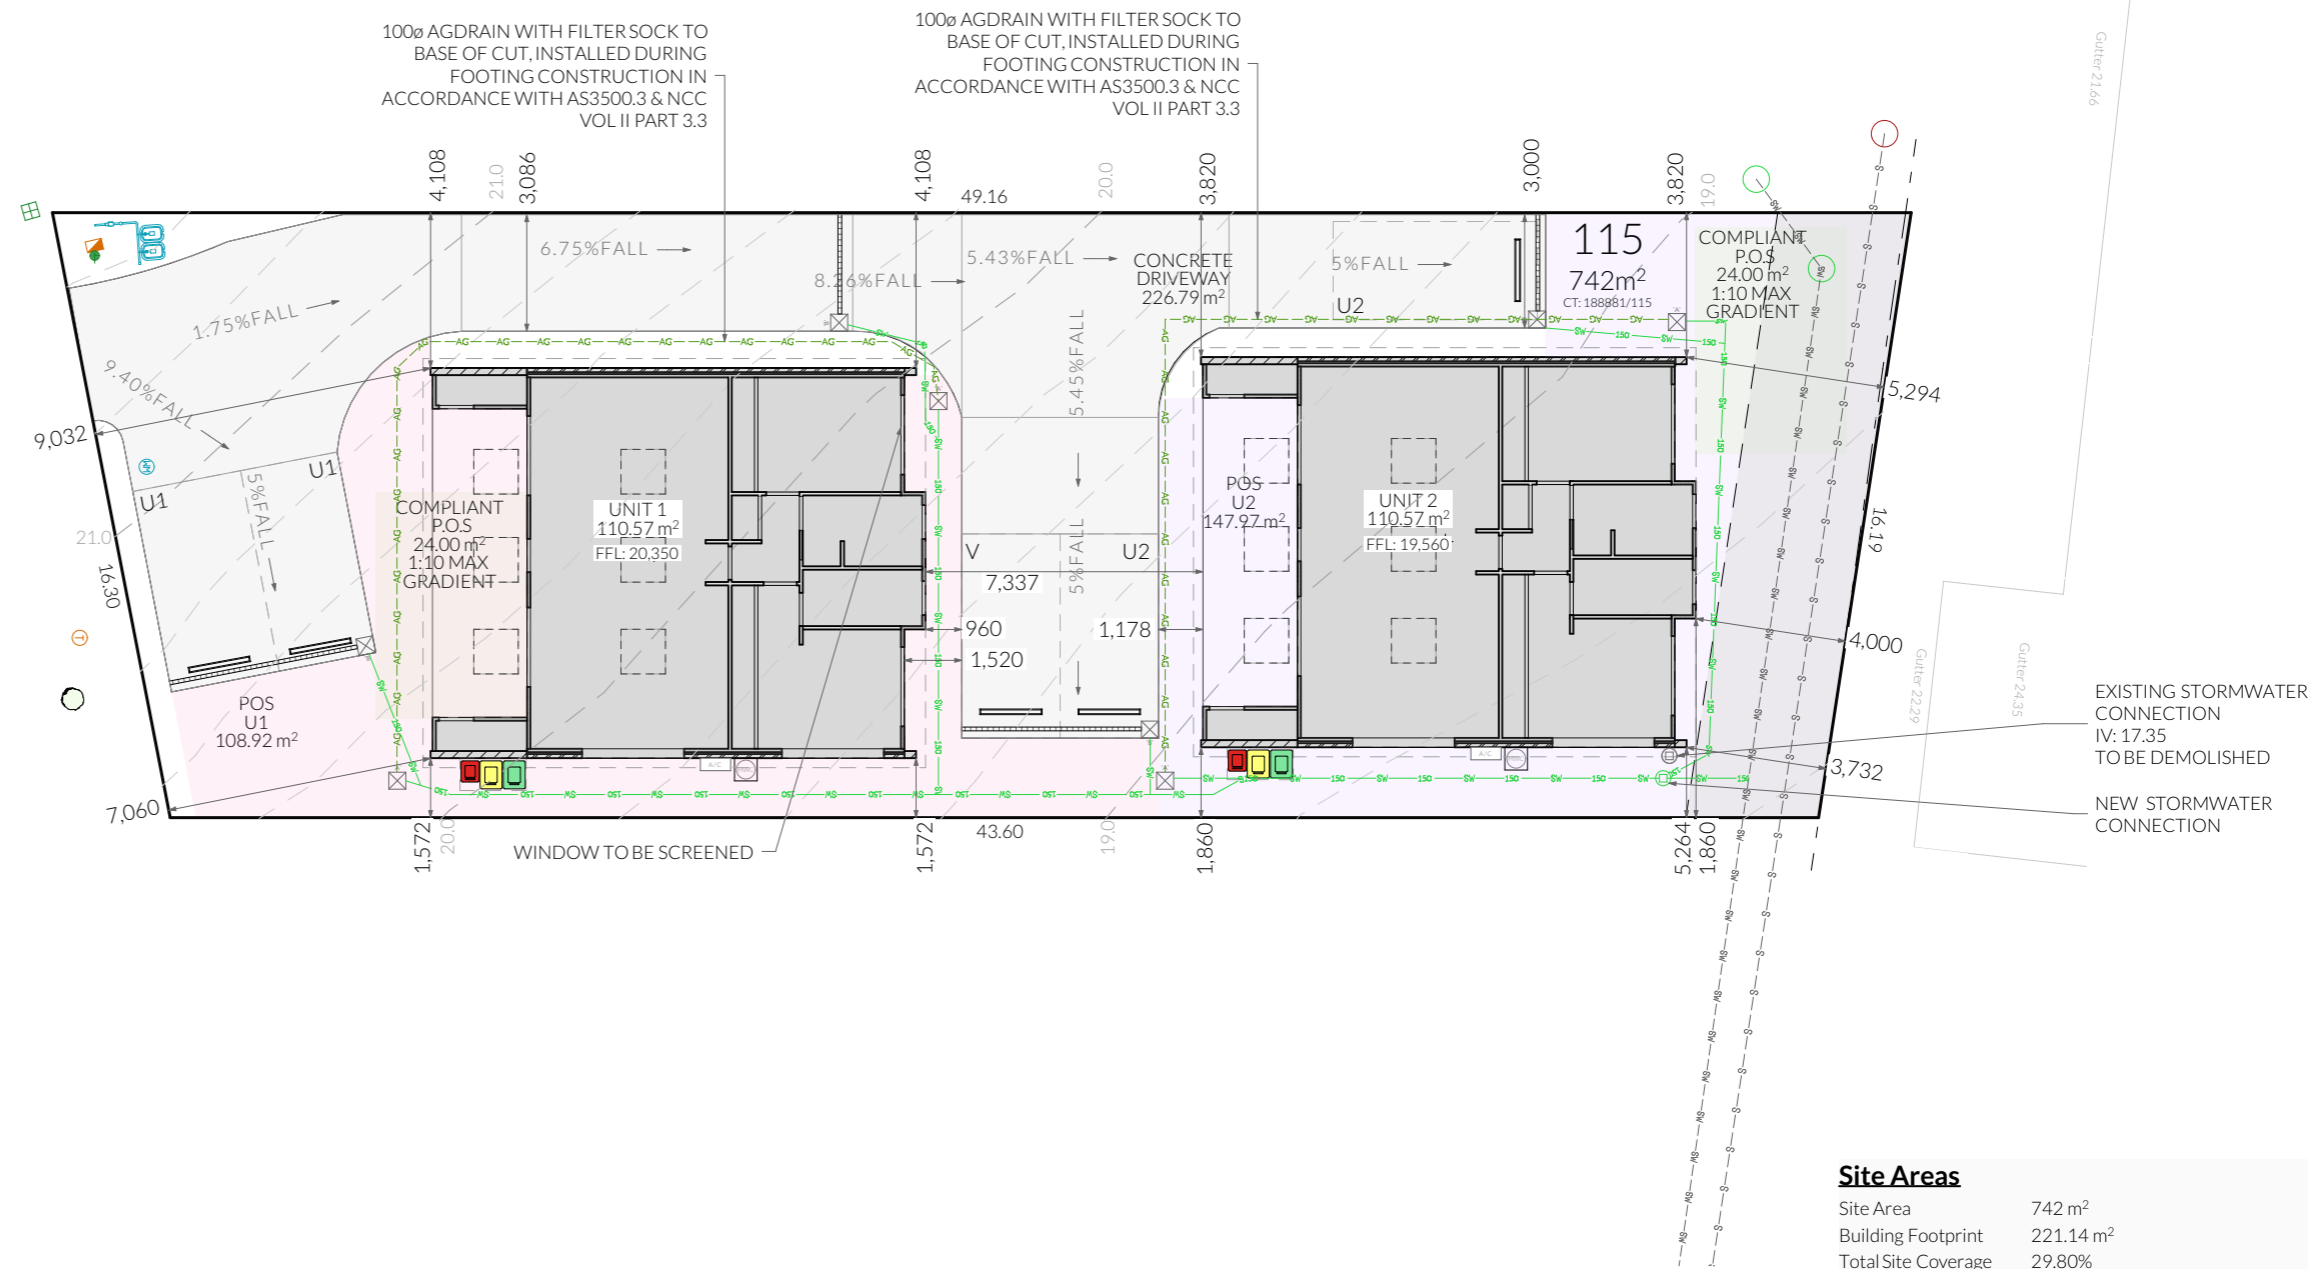 100ø AGDRAIN WITH FILTER SOCK TO
BASE OF CUT, INSTALLED DURING
FOOTING CONSTRUCTION IN
ACCORDANCE WITH AS3500.3 & NCC
VOL II PART 3.3
100ø AGDRAIN WITH FILTER SOCK TO
BASE OF CUT, INSTALLED DURING
FOOTING CONSTRUCTION IN
ACCORDANCE WITH AS3500.3 & NCC
VOL II PART 3.3
Gutter 21.66
4,108
21.0
3,086
4,108
49.16
20.0
3,820
3,000
3,820
19.0
6.75%FALL
8.26%FALL
5.43%FALL
CONCRETE
DRIVEWAY
226.79 m²
5%FALL
U2
115
742m²
CT: 188881/115
COMPLIANT
P.O.S
24.00 m²
1:10 MAX
GRADIENT
1.75%FALL
9.40%FALL
5.45%FALL
5,294
9,032
U1
U1
5%FALL
21.0
16.30
COMPLIANT
P.O.S
24.00 m²
1:10 MAX
GRADIENT
UNIT 1
110.57 m²
FFL: 20,350
V
U2
7,337
5%FALL
960
1,178
1,520
POS
U2
147.97 m²
UNIT 2
110.57 m²
FFL: 19,560
16.19
4,000
Gutter 22.29
Gutter 24.35
POS
U1
108.92 m²
A/C
A/C
EXISTING STORMWATER
CONNECTION
IV: 17.35
TO BE DEMOLISHED
3,732
NEW STORMWATER
CONNECTION
7,060
1,572
20.0
WINDOW TO BE SCREENED
1,572
43.60
19.0
1,860
5,264
1,860
Site Areas
Site Area 742 m²
Building Footprint 221.14 m²
Total Site Coverage 29.80%